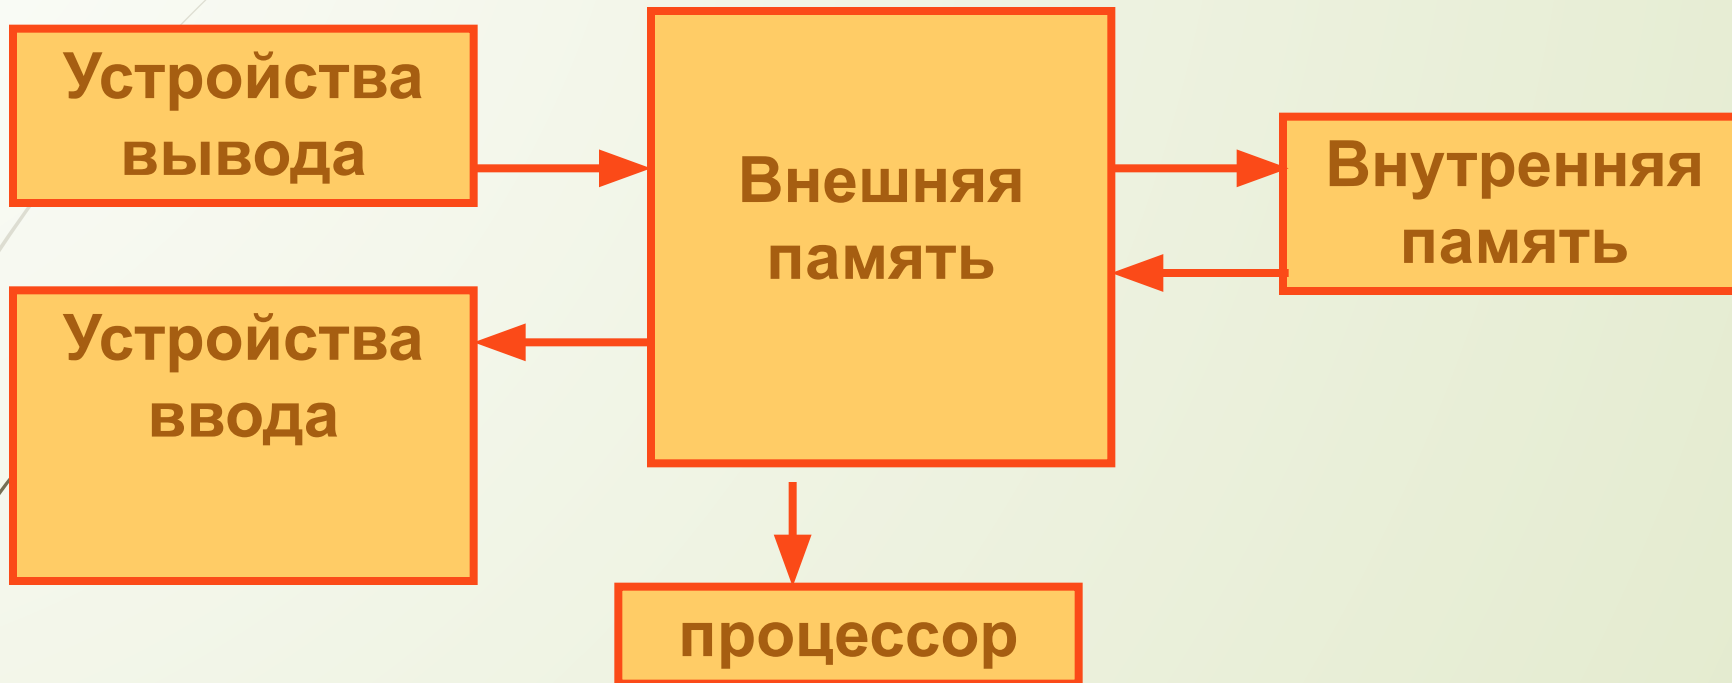 Устройства
вывода
Внешняя
память
Внутренняя
память
Устройства
ввода
процессор